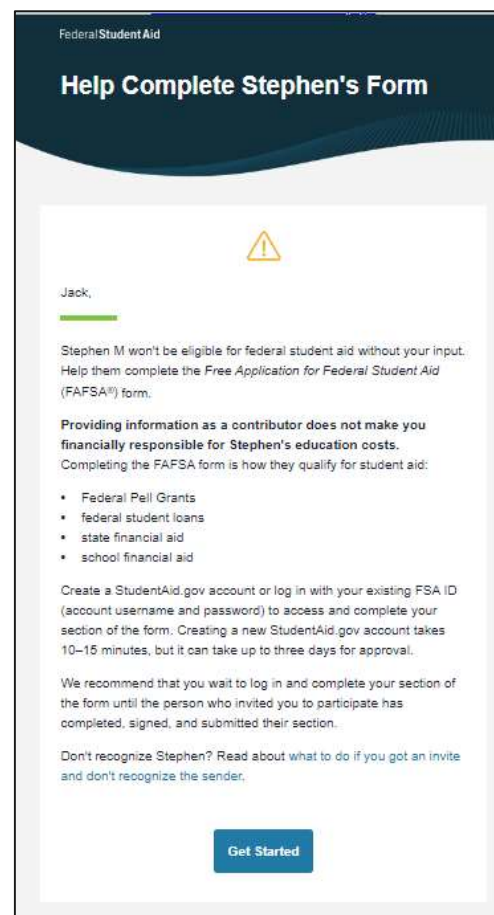 Federal Student Aid
Help Complete Stephen's Form
Jack,
Stephen M won't be eligible for federal student aid without your input.
Help them complete the Free Application for Federal Student Aid
(FAFSA®) form.
Providing information as a contributor does not make you
financially responsible for Stephen's education costs.
Completing the FAFSA form is how they qualify for student aid:
• Federal Pell Grants
• federal student loans
• state financial aid
• school financial aid
Create a StudentAid.gov account or log in with your existing FSA ID
(account username and password) to access and complete your
section of the form. Creating a new StudentAid.gov account takes
10–15 minutes, but it can take up to three days for approval.
We recommend that you wait to log in and complete your section of
the form until the person who invited you to participate has
completed, signed, and submitted their section.
Don't recognize Stephen? Read about what to do if you got an invite
and don't recognize the sender.
Get Started